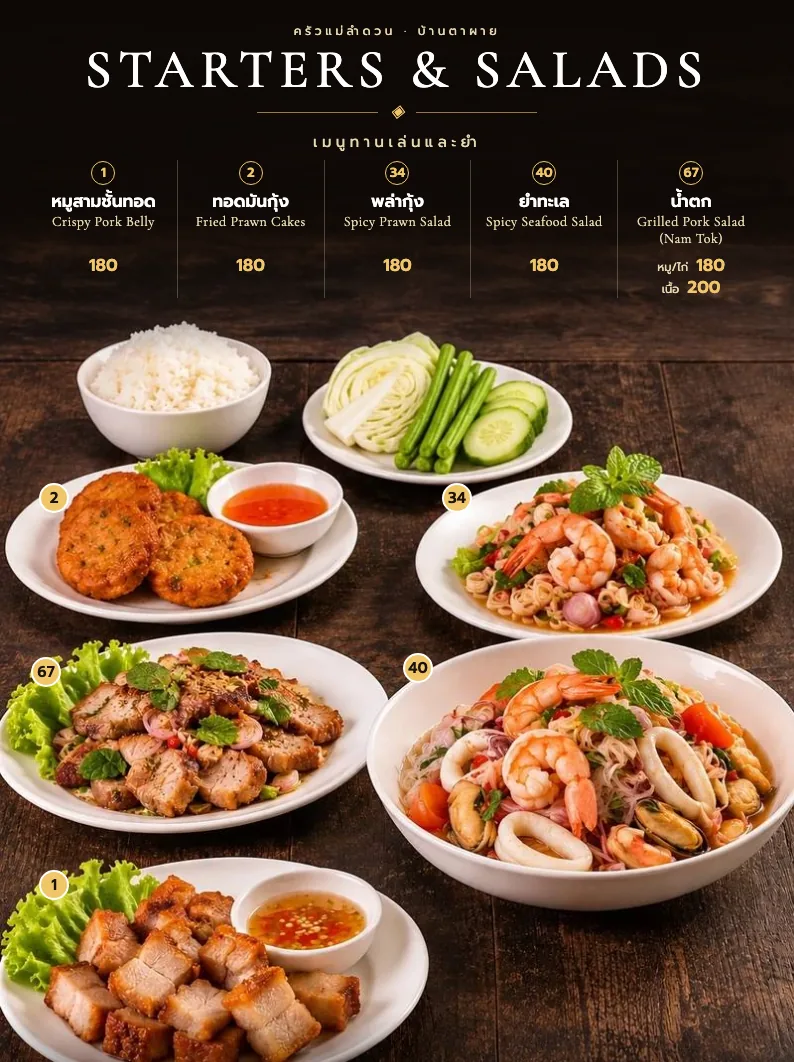 ครัวแม่ลำดวน · บ้านตาผาย
STARTERS & SALADS
เมนูทานเล่นและยำ
1
หมูสามชั้นทอด
Crispy Pork Belly
180
2
ทอดมันกุ้ง
Fried Prawn Cakes
180
34
พล่ากุ้ง
Spicy Prawn Salad
180
40
ยำทะเล
Spicy Seafood Salad
180
67
น้ำตก
Grilled Pork Salad
(Nam Tok)
หมู/ไก่ 180
เนื้อ 200
2
34
67
40
1